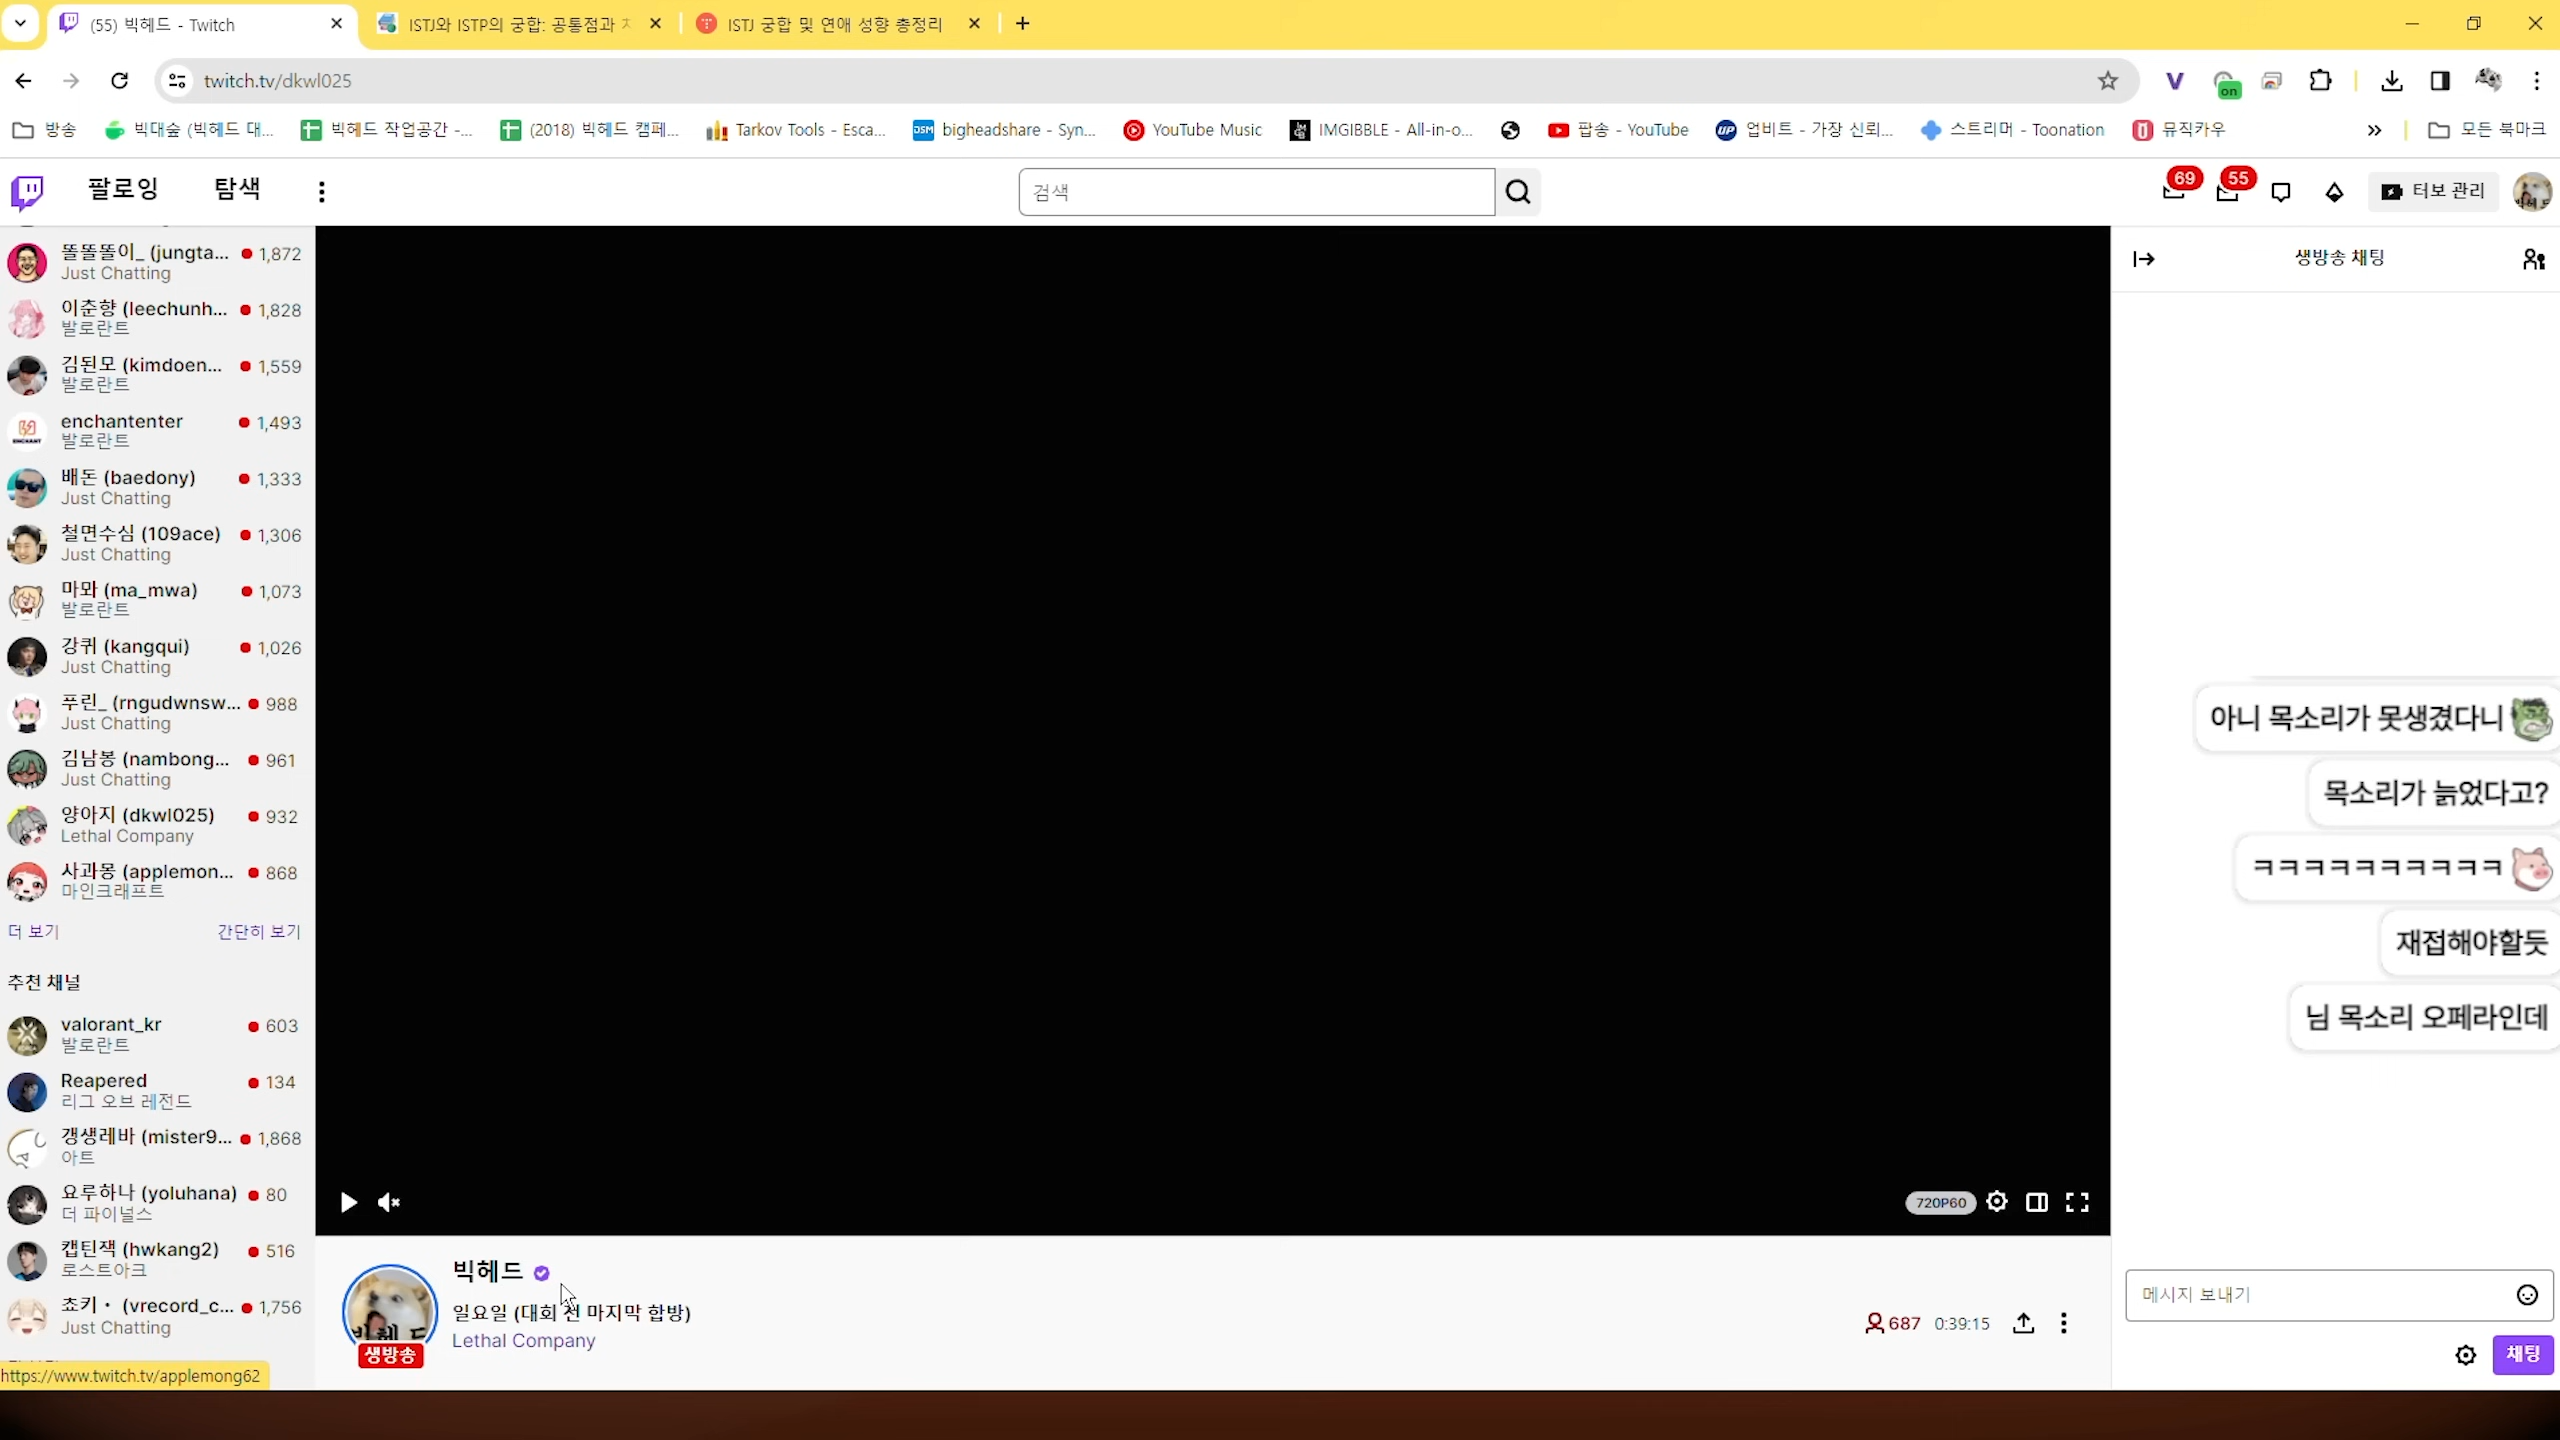 (55) 빅헤드 - Twitch
ISTJ와 ISTP의 궁합: 공통점과
ISTJ 궁합 및 연애 성향 총정리
twitch.tv/dkwl025
on
방송
빅대숲 (빅헤드 대...
빅헤드 작업공간 -...
(2018) 빅헤드 캠페...
Tarkov Tools - Esca...
DSM
bigheadshare - Syn...
YouTube Music
IMGIBBLE - All-in-o...
팝송 - YouTube
UP
업비트 - 가장 신뢰...
스트리머 - Toonation
뮤직카우
모든 북마크
팔로잉
탐색
검색
69
55
터보 관리
똘똘똘이_ (jungta...
1,872
Just Chatting
이춘향 (leechunh...
1,828
발로란트
김된모 (kimdoen...
1,559
발로란트
enchantenter
1,493
발로란트
배돈 (baedony)
1,333
Just Chatting
철면수심 (109ace)
1,306
Just Chatting
마뫄 (ma_mwa)
1,073
발로란트
강퀴 (kangqui)
1,026
Just Chatting
푸린_ (rngudwnsw...
988
Just Chatting
김남봉 (nambong...
961
Just Chatting
양아지 (dkwl025)
932
Lethal Company
사과몽 (applemon...
868
마인크래프트
더 보기
간단히 보기
추천 채널
valorant_kr
603
발로란트
Reapered
134
리그 오브 레전드
갱생레바 (mister9...
1,868
아트
요루하나 (yoluhana)
80
더 파이널스
캡틴잭 (hwkang2)
516
로스트아크
쵸키・ (vrecord_c...
1,756
Just Chatting
https://www.twitch.tv/applemong62
720P60
빅헤드
일요일 (대회 전 마지막 합방)
Lethal Company
생방송
687
0:39:15
생방송 채팅
아니 목소리가 못생겼다니
목소리가 늙었다고?
ㅋㅋㅋㅋㅋㅋㅋㅋㅋㅋ
재접해야할듯
님 목소리 오페라인데
메시지 보내기
채팅